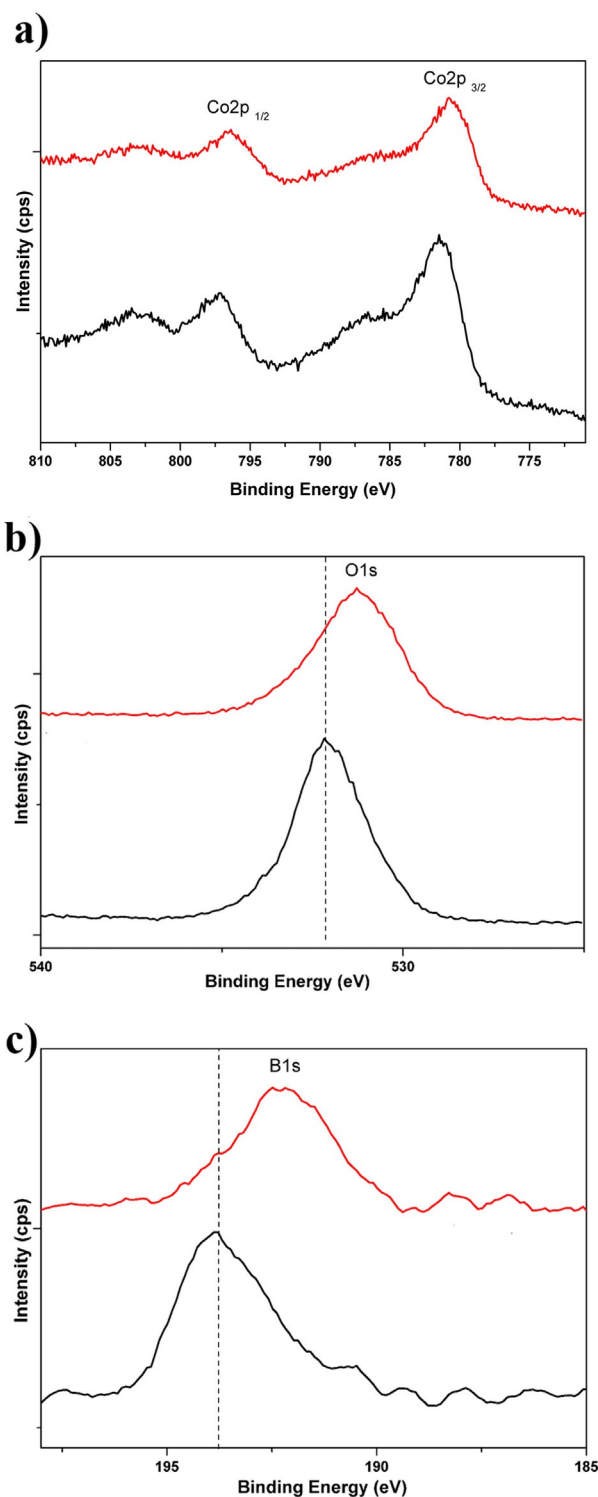 a)
Co2p 1/2
Co2p 3/2
Intensity (cps)
810 805 800 795 790 785 780 775
Binding Energy (eV)
b)
O1s
Intensity (cps)
540 530
Binding Energy (eV)
c)
B1s
Intensity (cps)
195 190 185
Binding Energy (eV)